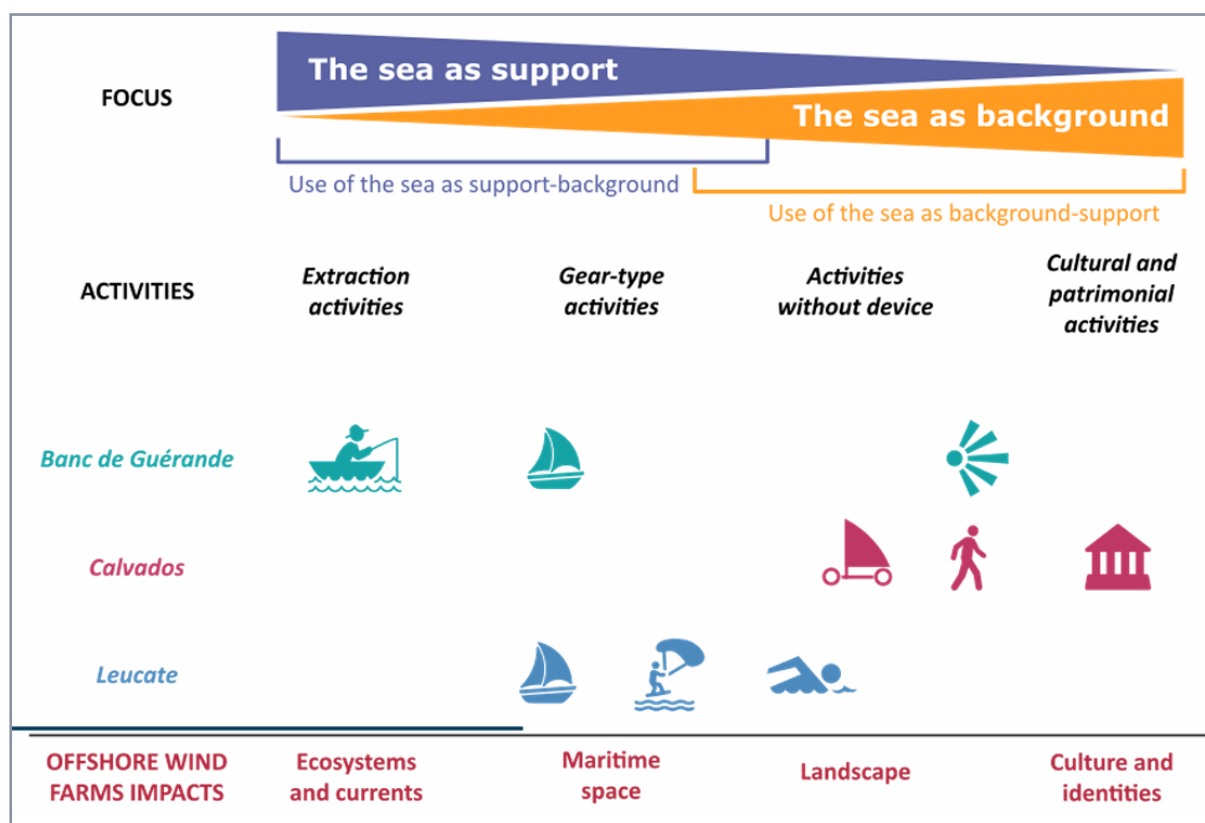 FOCUS
The sea as support
The sea as background
Use of the sea as support-background
Use of the sea as background-support
ACTIVITIES
Extraction
activities
Gear-type
activities
Activities
without device
Cultural and
patrimonial
activities
Banc de Guérande
Calvados
Leucate
OFFSHORE WIND
FARMS IMPACTS
Ecosystems
and currents
Maritime
space
Landscape
Culture and
identities